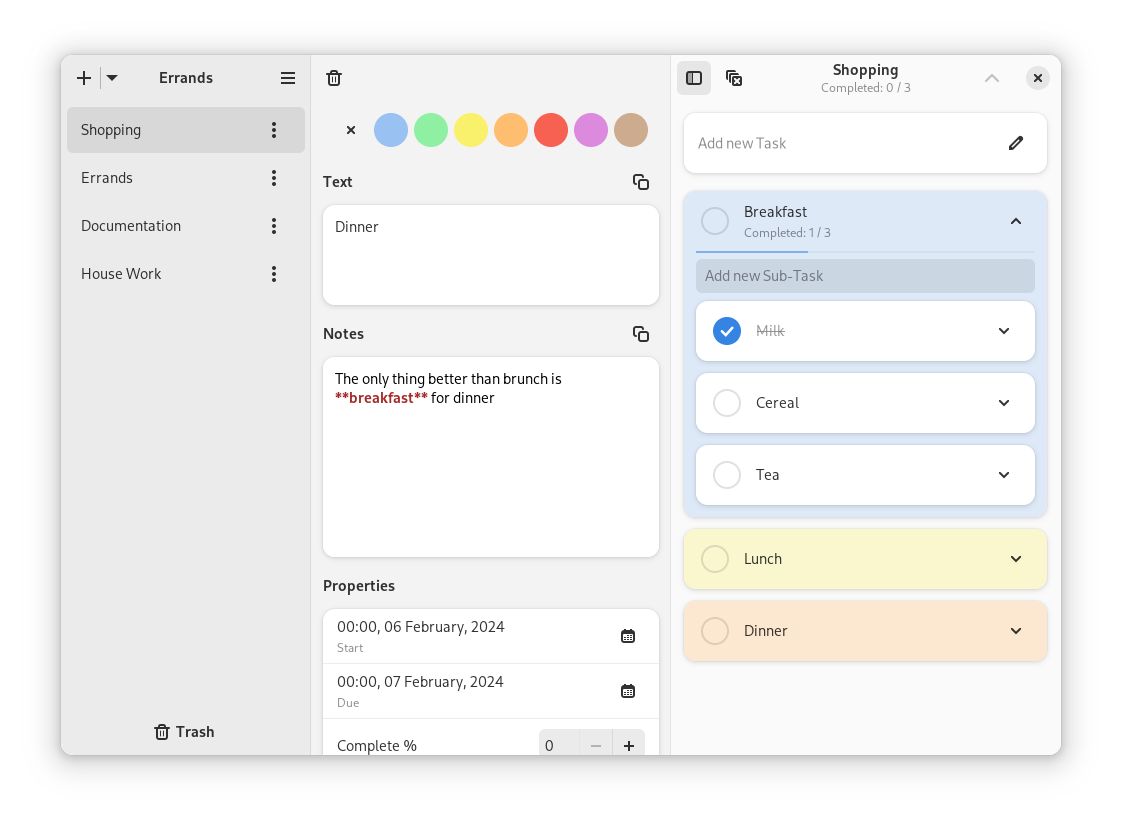 Errands
Shopping
Errands
Documentation
House Work
Trash
Text
Dinner
Notes
The only thing better than brunch is
**breakfast** for dinner
Properties
00:00, 06 February, 2024
Start
00:00, 07 February, 2024
Due
Complete %
0
Shopping
Completed: 0 / 3
Add new Task
Breakfast
Completed: 1 / 3
Add new Sub-Task
Milk
Cereal
Tea
Lunch
Dinner